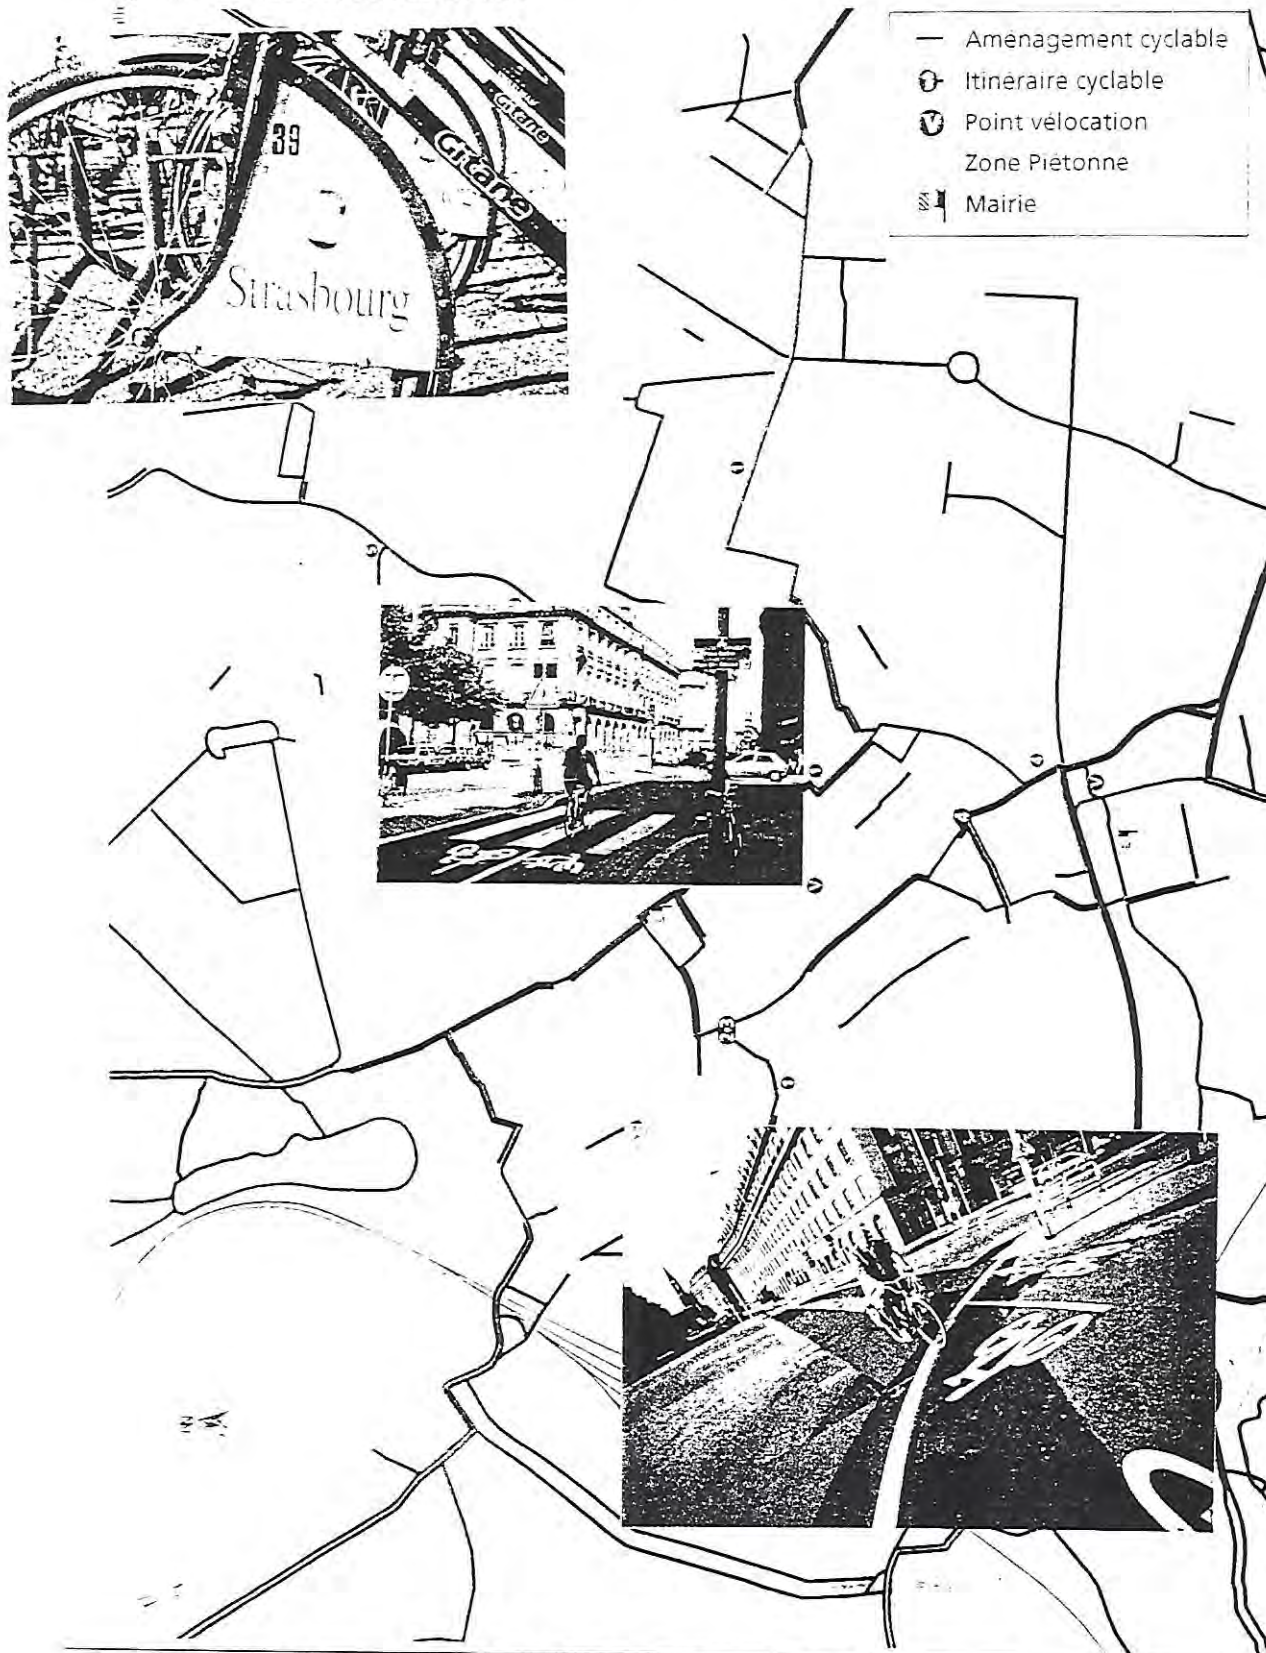 39
Strasbourg
Gitane
Gitane
Aménagement cyclable
Itinéraire cyclable
V Point vélocation
Zone Piétonne
Mairie
V
V
V